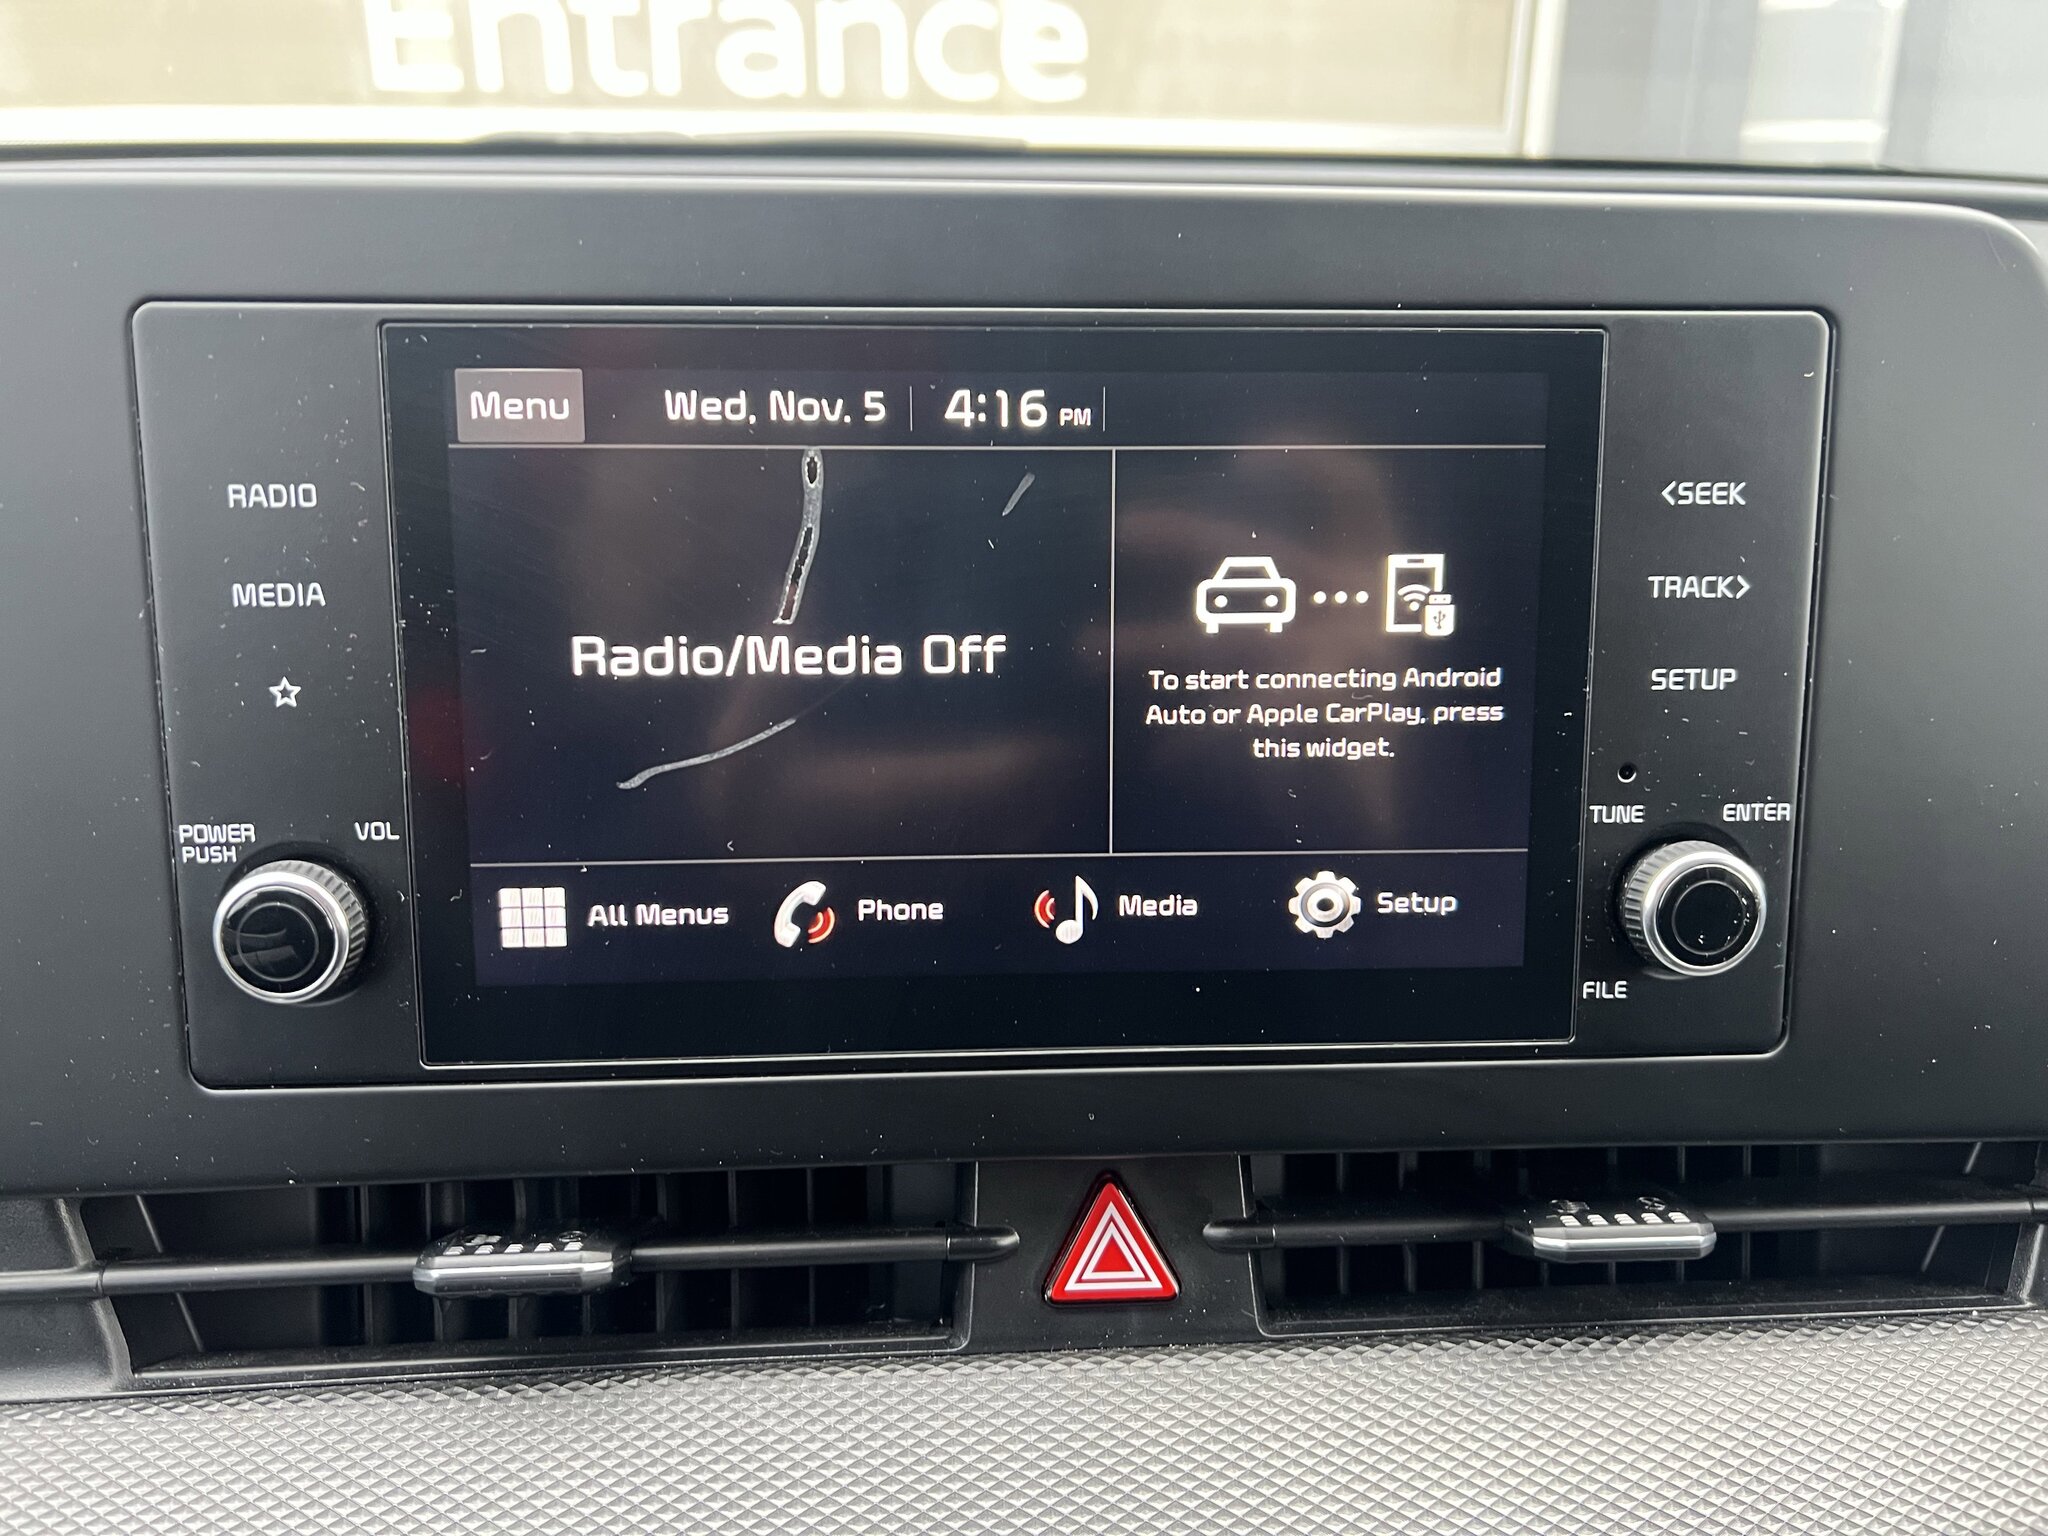 Entrance
Menu
Wed, Nov. 5
4:16 PM
RADIO
MEDIA
<SEEK
TRACK>
SETUP
Radio/Media Off
To start connecting Android
Auto or Apple CarPlay, press
this widget.
POWER
PUSH
VOL
TUNE
ENTER
FILE
All Menus
Phone
Media
Setup